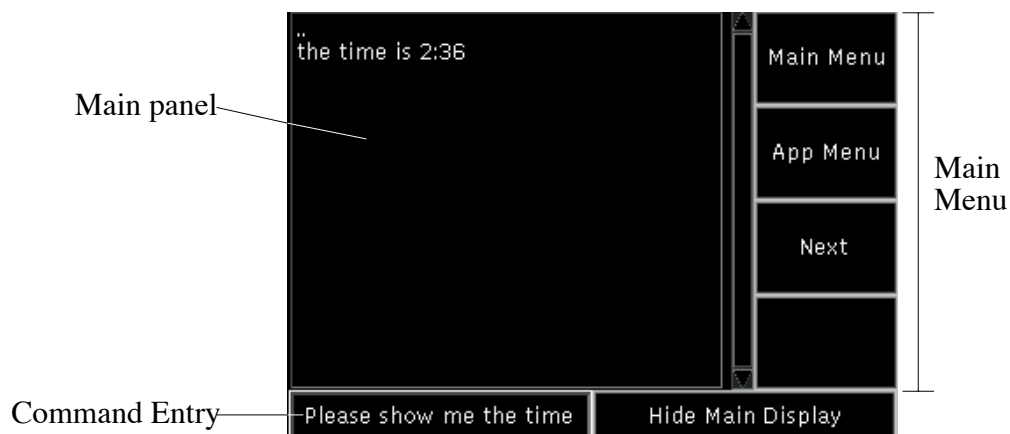 ..
the time is 2:36
Main Menu
Main panel
App Menu
Main
Menu
Next
Command Entry
Please show me the time
Hide Main Display